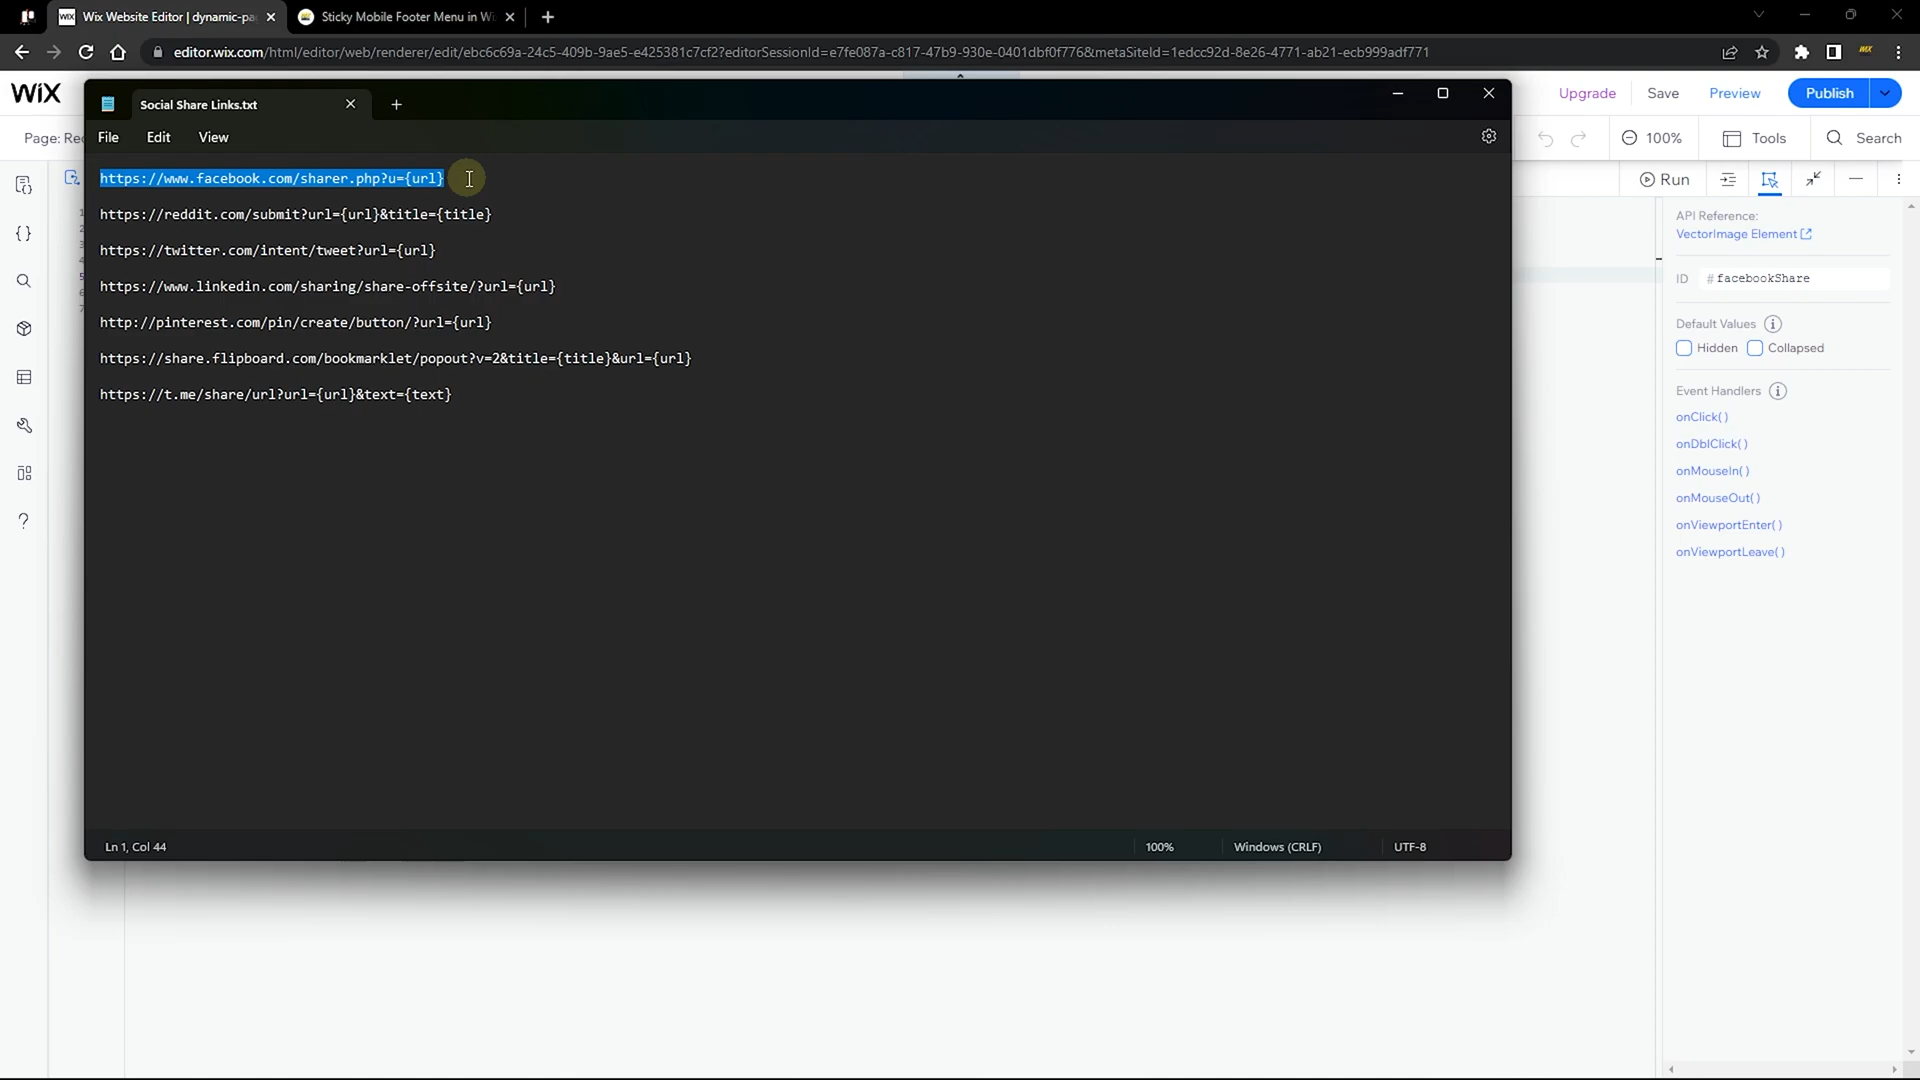 Wix Website Editor | dynamic-pa
Sticky Mobile Footer Menu in Wi
editor.wix.com/html/editor/web/renderer/edit/ebc6c69a-24c5-409b-9ae5-e425381c7cf2?editorSessionId=e7fe087a-c817-47b9-930e-0401dbf0f776&metaSiteId=1edcc92d-8e26-4771-ab21-ecb999adf771
WiX
Social Share Links.txt
Upgrade
Save
Preview
Publish
Page: Re
File Edit View
100%
Tools
Search
https://www.facebook.com/sharer.php?u={url}
https://reddit.com/submit?url={url}&title={title}
https://twitter.com/intent/tweet?url={url}
https://www.linkedin.com/sharing/share-offsite/?url={url}
http://pinterest.com/pin/create/button/?url={url}
https://share.flipboard.com/bookmarklet/popout?v=2&title={title}&url={url}
https://t.me/share/url?url={url}&text={text}
Run
API Reference:
VectorImage Element
ID #facebookShare
Default Values
Hidden Collapsed
Event Handlers
onClick()
onDblClick()
onMouseIn()
onMouseOut()
onViewportEnter()
onViewportLeave()
Ln 1, Col 44
100%
Windows (CRLF)
UTF-8